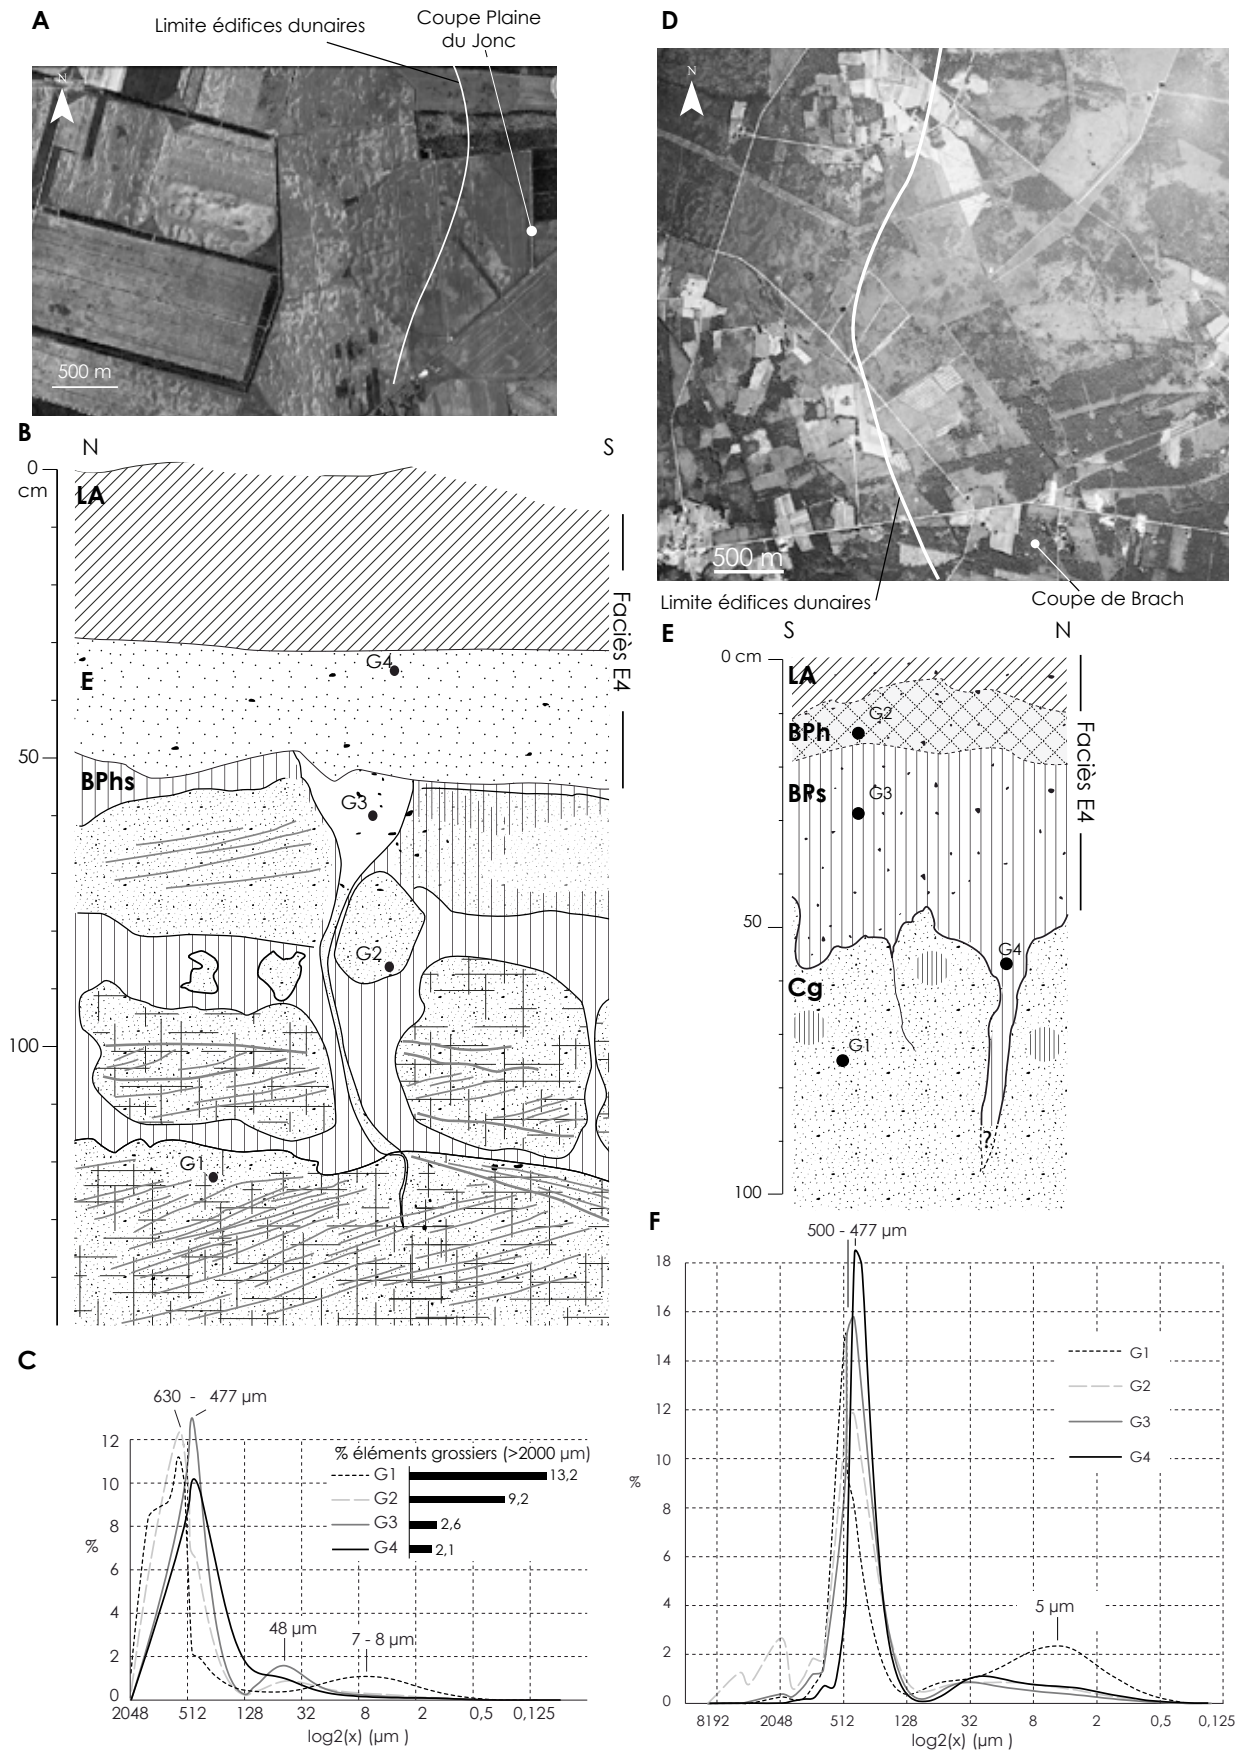 A
Limite édifices dunaires
Coupe Plaine
du Jonc
N
500 m
B
N
S
0
cm
LA
G4
E
Faciès E4
50
BPhs
G3
G2
100
G1
C
630 - 477 µm
% éléments grossiers (>2000 µm)
G1
13,2
G2
9,2
G3
2,6
G4
2,1
12
10
8
%
6
4
2
0
48 µm
7 - 8 µm
2048
512
128
32
8
2
0,5
0,125
log2(x) (µm )
D
N
500 m
Limite édifices dunaires
Coupe de Brach
E
S
N
0 cm
LA
G2
BPh
BPs
G3
Faciès E4
50
G4
Cg
G1
?
100
F
500 - 477 µm
18
16
14
12
10
%
8
6
4
2
0
G1
G2
G3
G4
5 µm
8192
2048
512
128
32
8
2
0,5
0,125
log2(x) (µm )